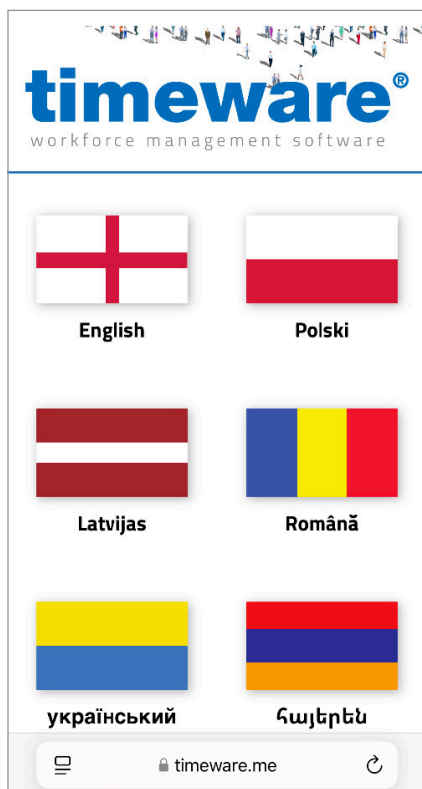 timeware®
workforce management software
English
Polski
Latvijas
Română
український
հայերեն
timeware.me